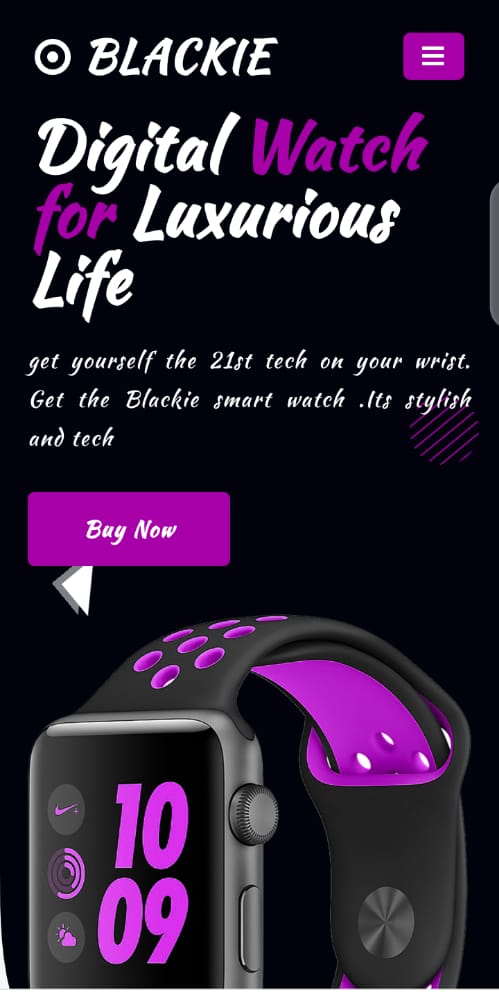 BLACKIE
Digital Watch
for Luxurious
Life
get yourself the 21st tech on your wrist.
Get the Blackie smart watch .Its stylish
and tech
Buy Now
10
09